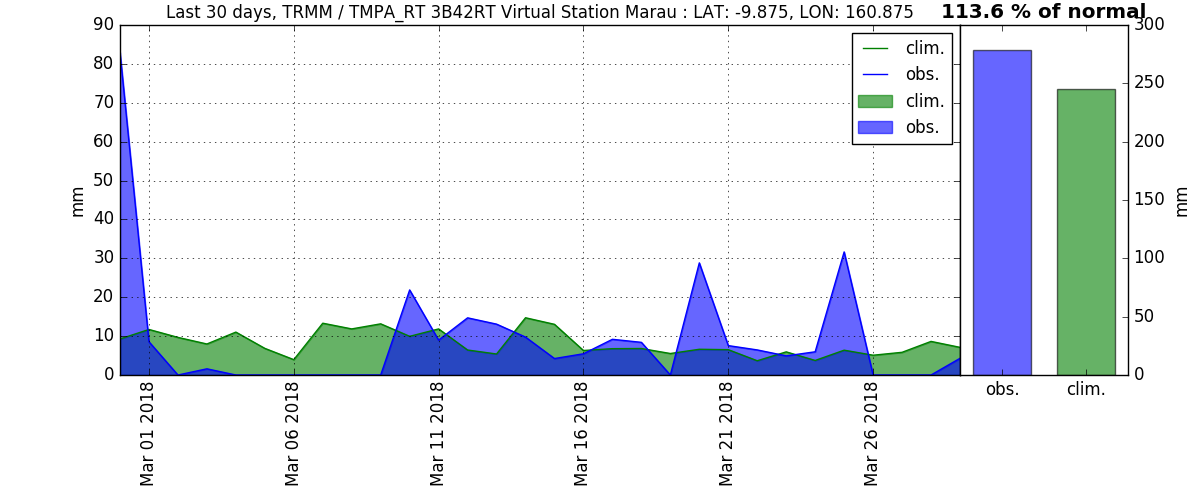 Last 30 days, TRMM / TMPA_RT 3B42RT Virtual Station Marau : LAT: -9.875, LON: 160.875
113.6 % of normal
90
80
70
60
50
40
30
20
10
0
mm
clim.
obs.
clim.
obs.
Mar 01 2018
Mar 06 2018
Mar 11 2018
Mar 16 2018
Mar 21 2018
Mar 26 2018
300
250
200
150
100
50
0
mm
obs.
clim.